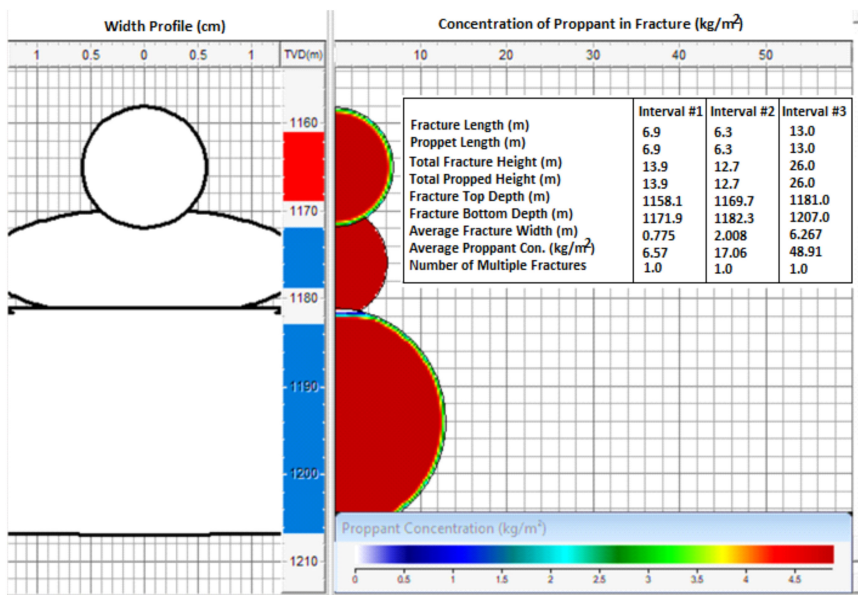 Width Profile (cm)
Concentration of Proppant in Fracture (kg/m²)
1 0.5 0 0.5 1 TVD(m) 10 20 30 40 50
1160
1170
1180
1190
1200
1210
Interval #1 Interval #2 Interval #3
Fracture Length (m) 6.9 6.3 13.0
Proppet Length (m) 6.9 6.3 13.0
Total Fracture Height (m) 13.9 12.7 26.0
Total Propped Height (m) 13.9 12.7 26.0
Fracture Top Depth (m) 1158.1 1169.7 1181.0
Fracture Bottom Depth (m) 1171.9 1182.3 1207.0
Average Fracture Width (m) 0.775 2.008 6.267
Average Proppant Con. (kg/m²) 6.57 17.06 48.91
Number of Multiple Fractures 1.0 1.0 1.0
Proppant Concentration (kg/m²)
0 0.5 1 1.5 2 2.5 3 3.5 4 4.5